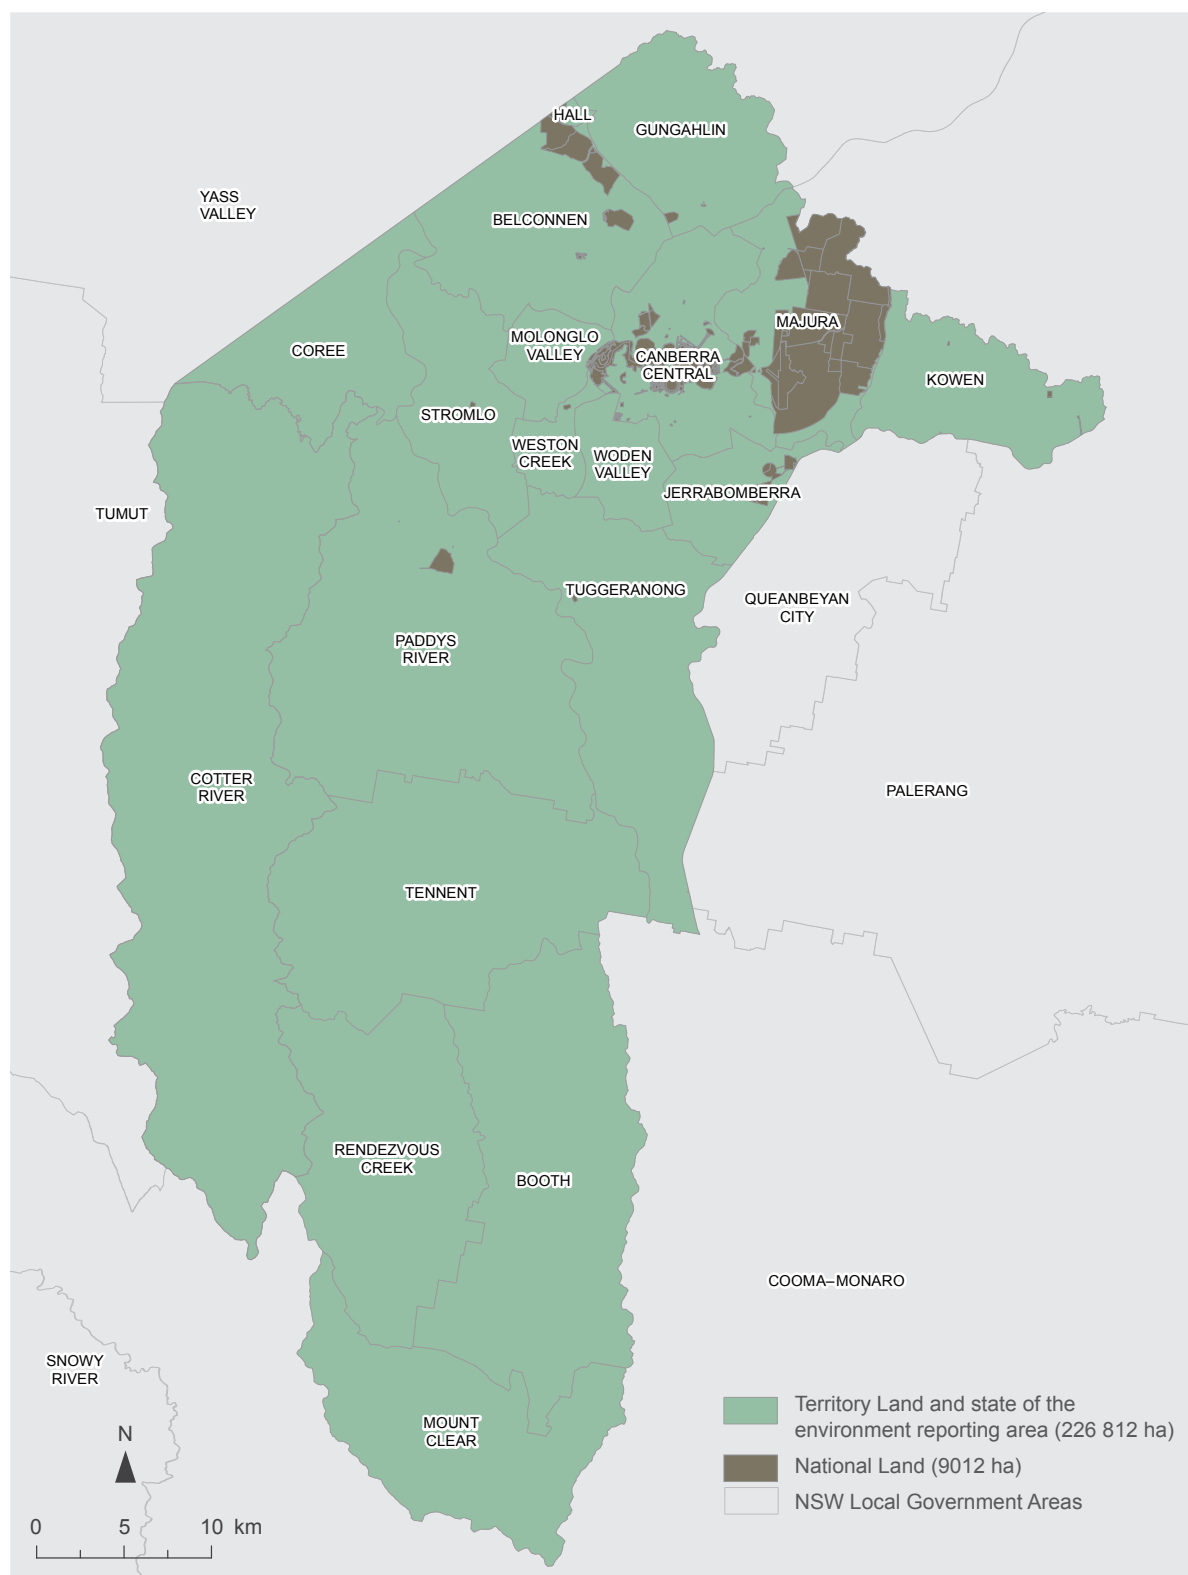 HALL
GUNGAHLIN
YASS
VALLEY
BELCONNEN
MAJURA
MOLONGLO
VALLEY
COREE
CANBERRA
CENTRAL
KOWEN
STROMLO
WESTON
CREEK
WODEN
VALLEY
JERRABOMBERRA
TUMUT
TUGGERANONG
QUEANBEYAN
CITY
PADDYS
RIVER
COTTER
RIVER
PALERANG
TENNENT
RENDEZVOUS
CREEK
BOOTH
COOMA–MONARO
SNOWY
RIVER
MOUNT
CLEAR
Territory Land and state of the
environment reporting area (226 812 ha)
National Land (9012 ha)
NSW Local Government Areas
N
0 5 10 km